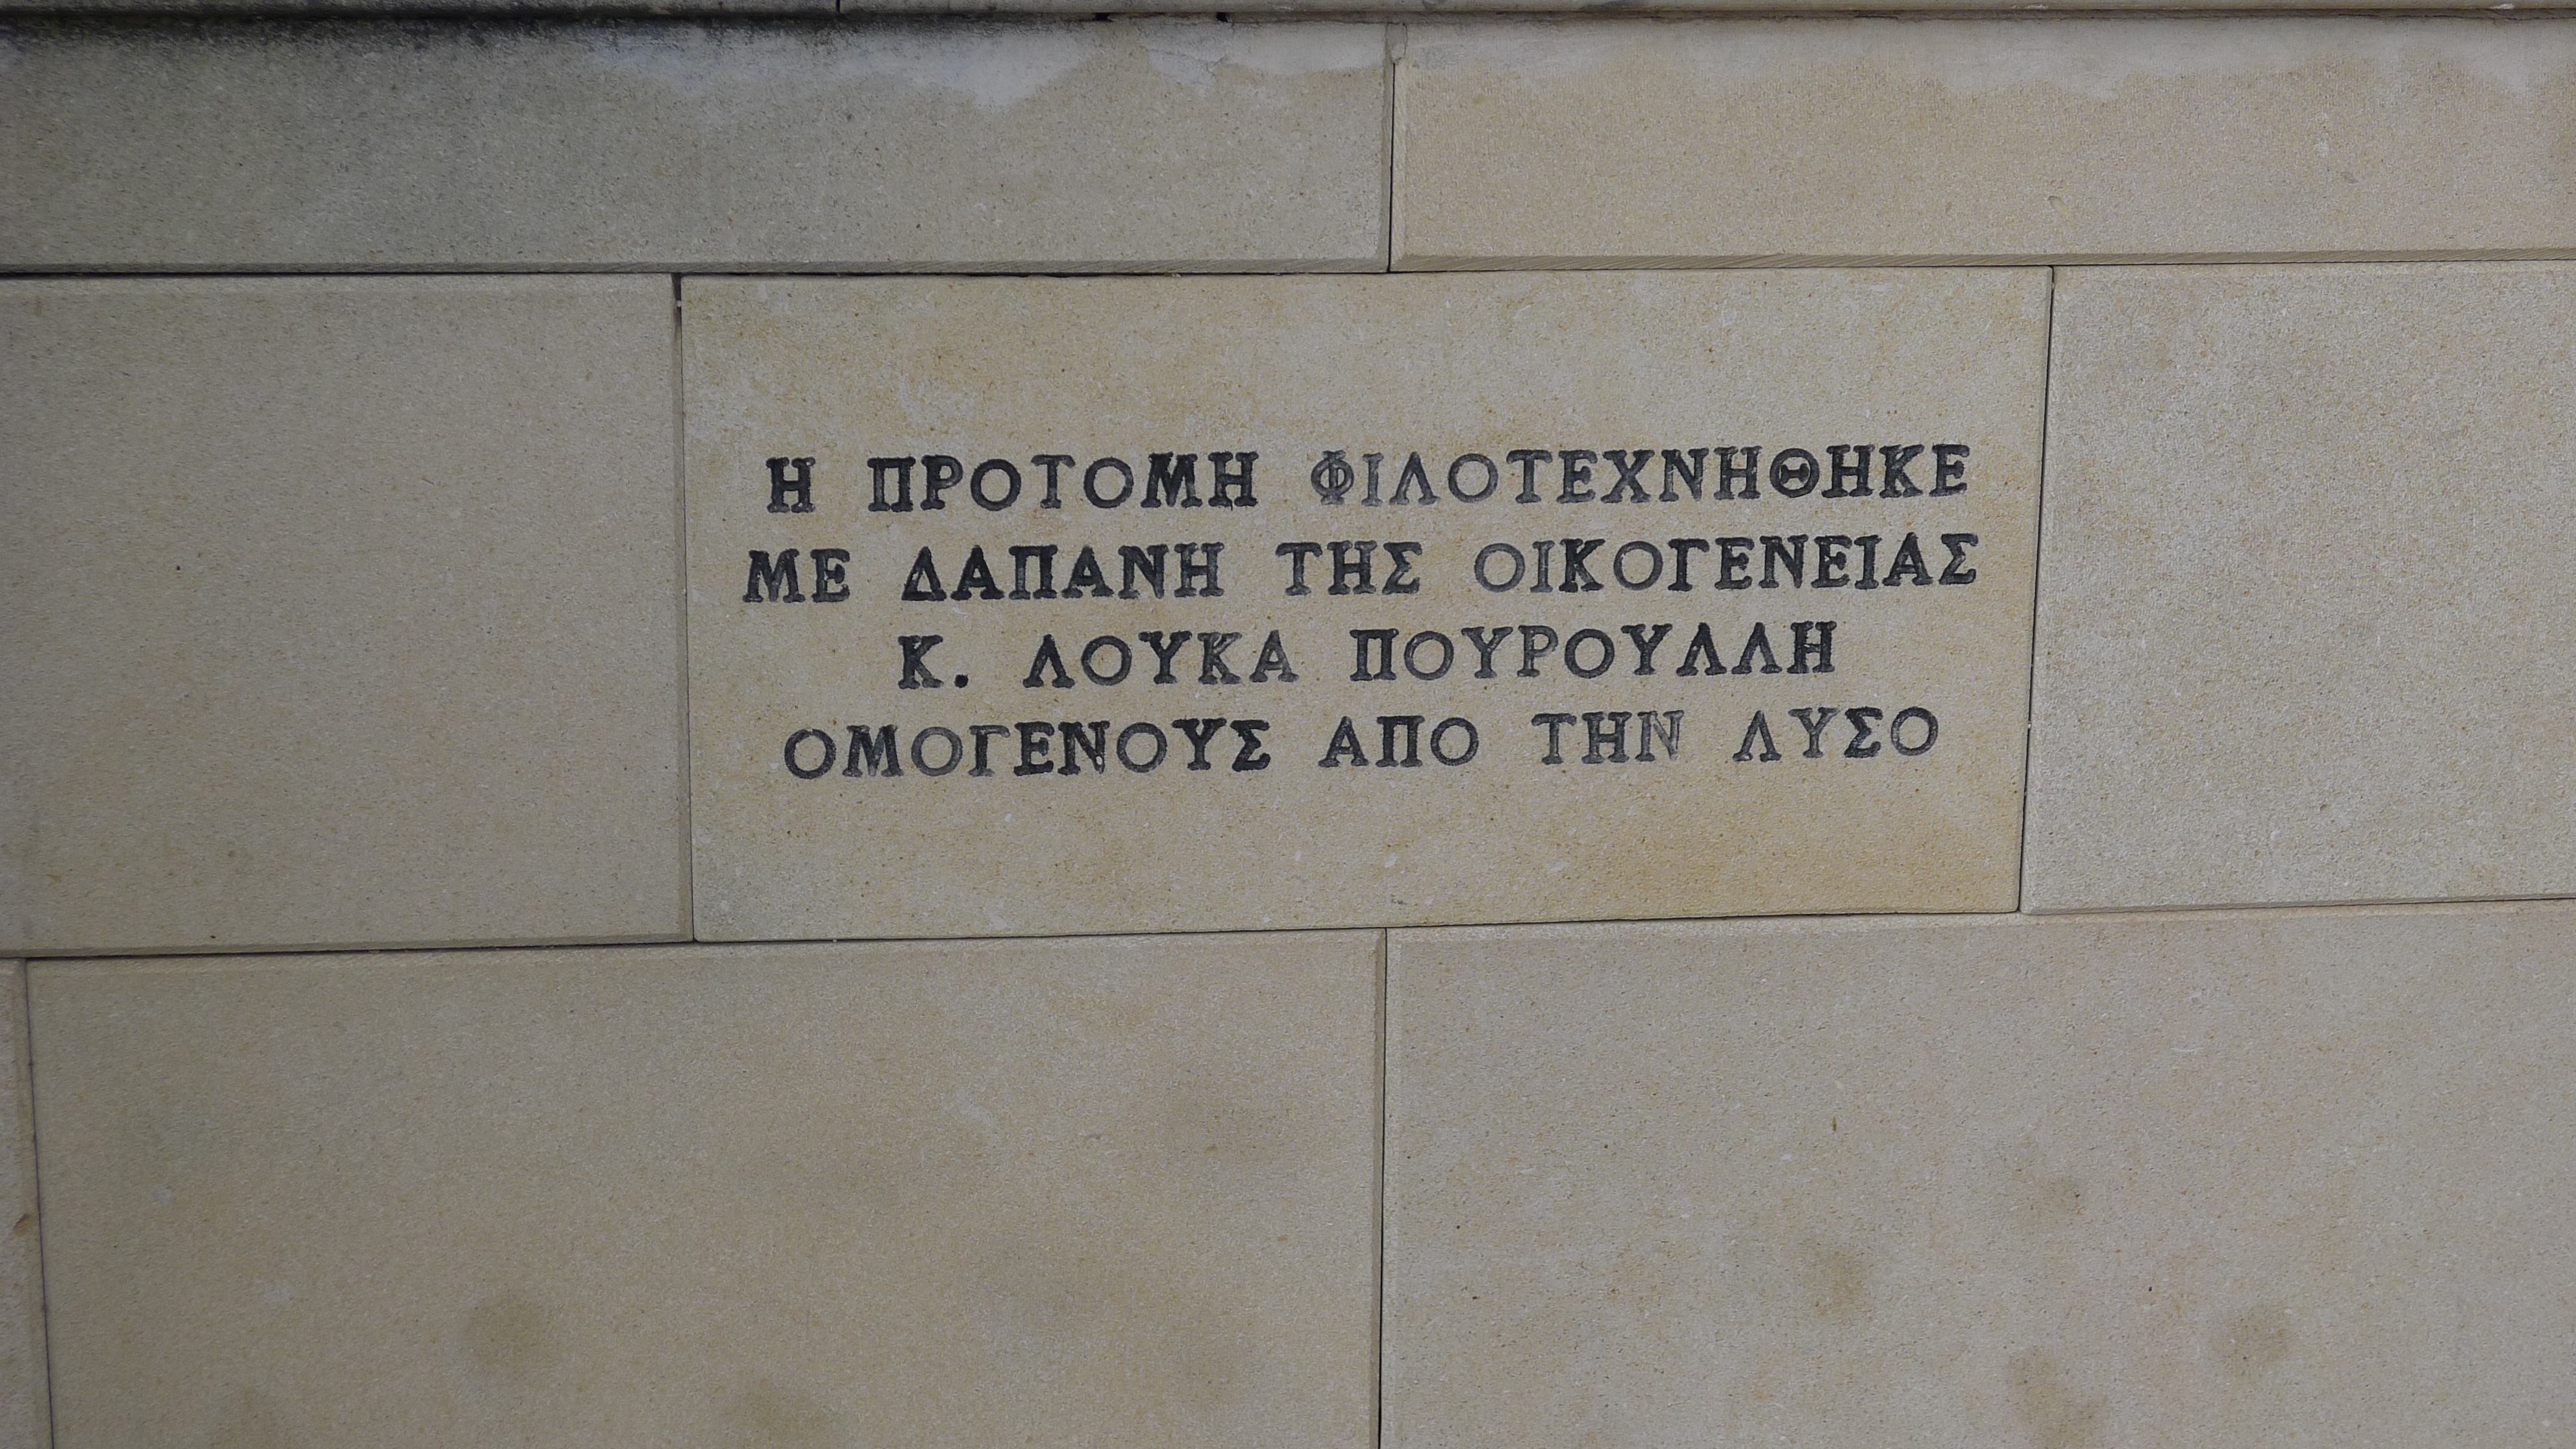 Η ΠΡΟΤΟΜΗ ΦΙΛΟΤΕΧΝΗΘΗΚΕ
ΜΕ ΔΑΠΑΝΗ ΤΗΣ ΟΙΚΟΓΕΝΕΙΑΣ
Κ. ΛΟΥΚΑ ΠΟΥΡΟΥΛΛΗ
ΟΜΟΓΕΝΟΥΣ ΑΠΟ ΤΗΝ ΛΥΣΟ